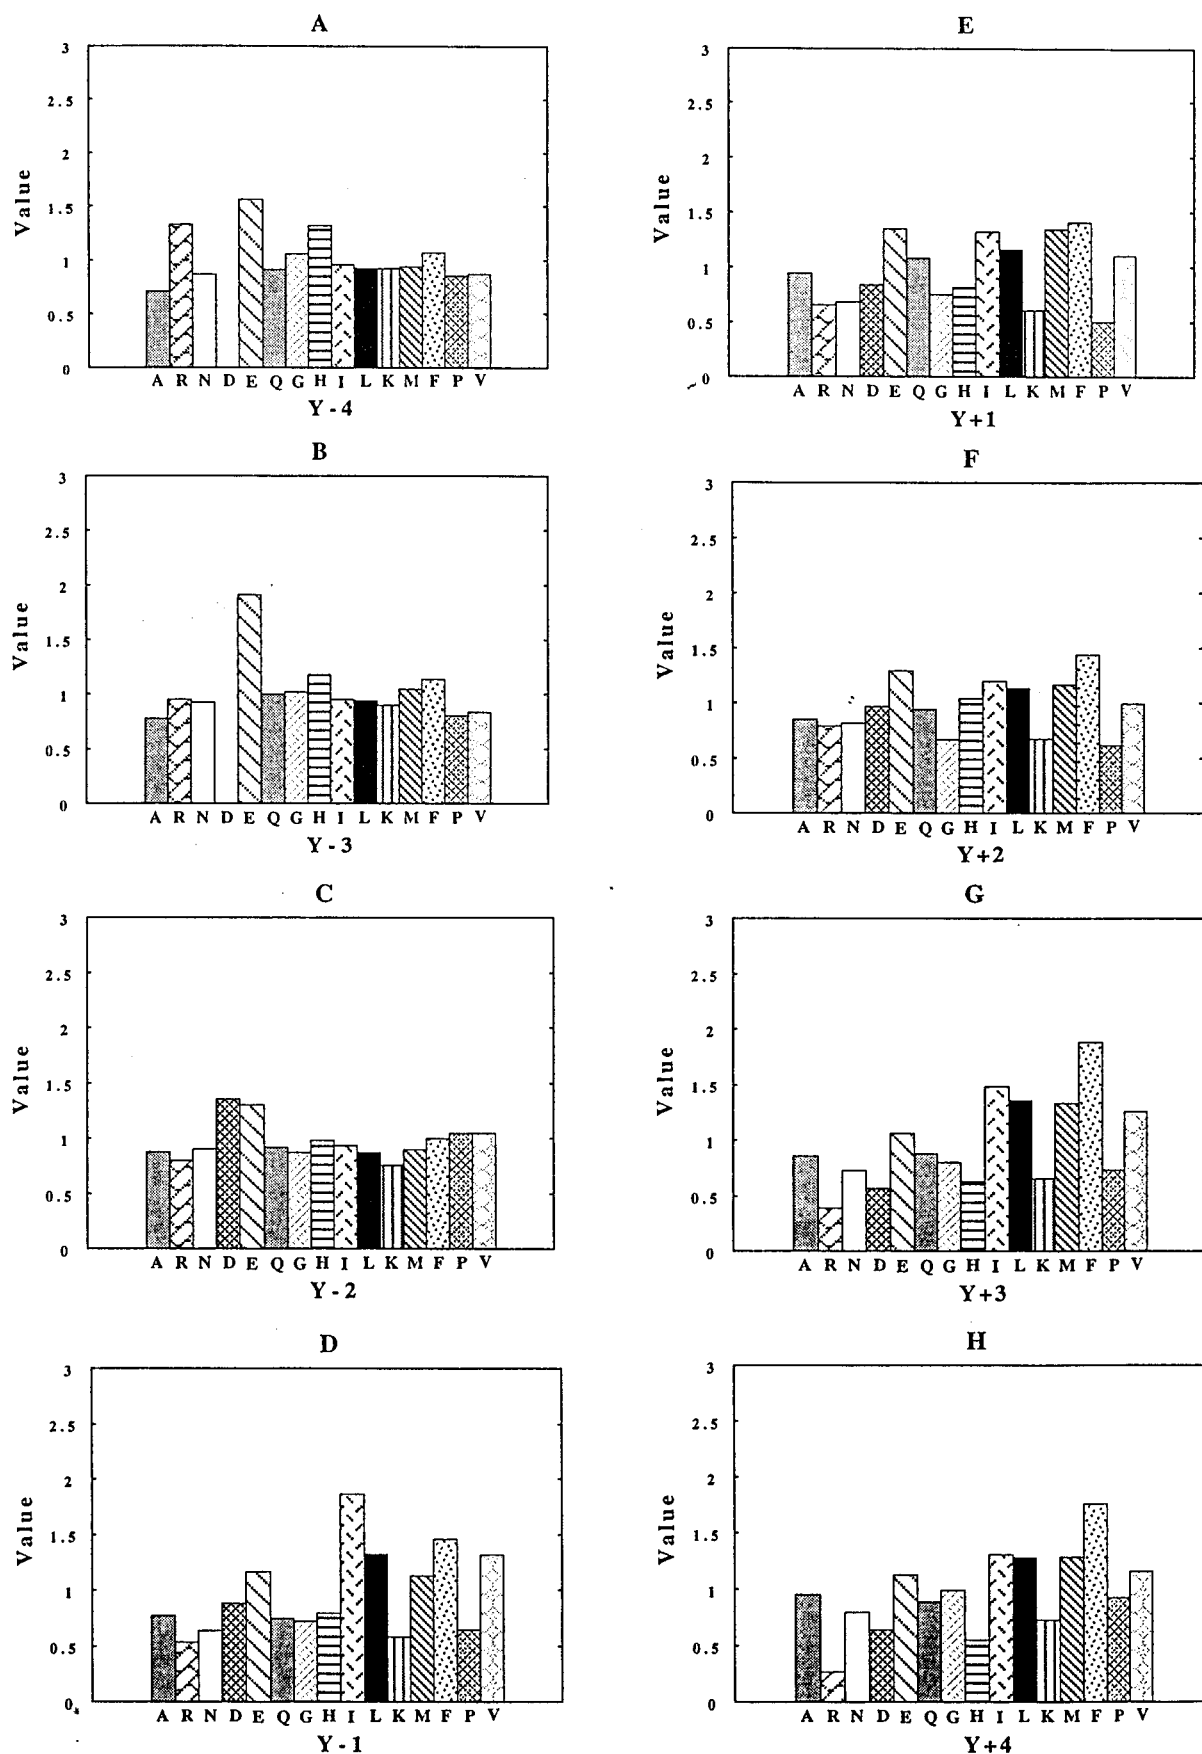 A
3
2.5
2
1.5
1
0.5
0
Value
A R N D E Q G H I L K M F P V
Y-4
B
3
2.5
2
1.5
1
0.5
0
Value
A R N D E Q G H I L K M F P V
Y-3
C
3
2.5
2
1.5
1
0.5
0
Value
A R N D E Q G H I L K M F P V
Y-2
D
3
2.5
2
1.5
1
0.5
0
Value
A R N D E Q G H I L K M F P V
Y-1
E
3
2.5
2
1.5
1
0.5
0
Value
A R N D E Q G H I L K M F P V
Y+1
F
3
2.5
2
1.5
1
0.5
0
Value
A R N D E Q G H I L K M F P V
Y+2
G
3
2.5
2
1.5
1
0.5
0
Value
A R N D E Q G H I L K M F P V
Y+3
H
3
2.5
2
1.5
1
0.5
0
Value
A R N D E Q G H I L K M F P V
Y+4